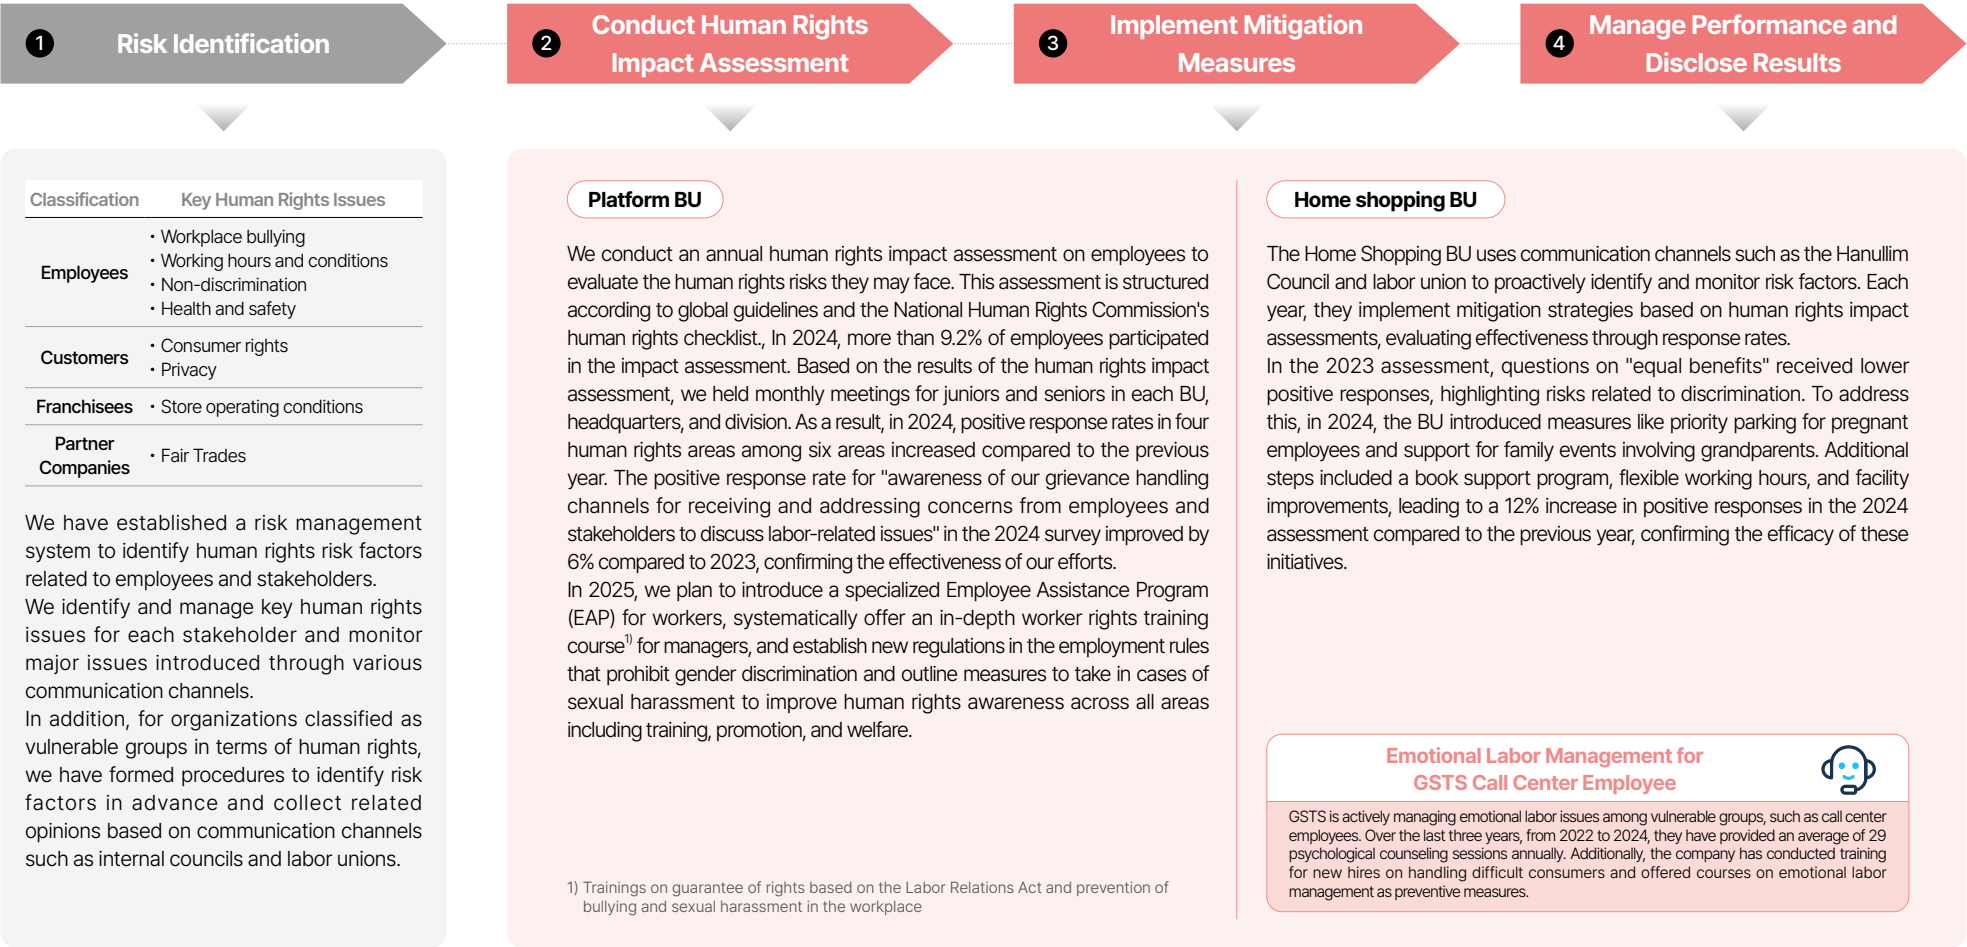 1 Risk Identification
2 Conduct Human Rights
Impact Assessment
3 Implement Mitigation
Measures
4 Manage Performance and
Disclose Results
Classification Key Human Rights Issues
Employees
• Workplace bullying
• Working hours and conditions
• Non-discrimination
• Health and safety
Customers
• Consumer rights
• Privacy
Franchisees • Store operating conditions
Partner
Companies
• Fair Trades
We have established a risk management
system to identify human rights risk factors
related to employees and stakeholders.
We identify and manage key human rights
issues for each stakeholder and monitor
major issues introduced through various
communication channels.
In addition, for organizations classified as
vulnerable groups in terms of human rights,
we have formed procedures to identify risk
factors in advance and collect related
opinions based on communication channels
such as internal councils and labor unions.
Platform BU
We conduct an annual human rights impact assessment on employees to
evaluate the human rights risks they may face. This assessment is structured
according to global guidelines and the National Human Rights Commission's
human rights checklist., In 2024, more than 9.2% of employees participated
in the impact assessment. Based on the results of the human rights impact
assessment, we held monthly meetings for juniors and seniors in each BU,
headquarters, and division. As a result, in 2024, positive response rates in four
human rights areas among six areas increased compared to the previous
year. The positive response rate for "awareness of our grievance handling
channels for receiving and addressing concerns from employees and
stakeholders to discuss labor-related issues" in the 2024 survey improved by
6% compared to 2023, confirming the effectiveness of our efforts.
In 2025, we plan to introduce a specialized Employee Assistance Program
(EAP) for workers, systematically offer an in-depth worker rights training
course1) for managers, and establish new regulations in the employment rules
that prohibit gender discrimination and outline measures to take in cases of
sexual harassment to improve human rights awareness across all areas
including training, promotion, and welfare.
1) Trainings on guarantee of rights based on the Labor Relations Act and prevention of
bullying and sexual harassment in the workplace
Home shopping BU
The Home Shopping BU uses communication channels such as the Hanullim
Council and labor union to proactively identify and monitor risk factors. Each
year, they implement mitigation strategies based on human rights impact
assessments, evaluating effectiveness through response rates.
In the 2023 assessment, questions on "equal benefits" received lower
positive responses, highlighting risks related to discrimination. To address
this, in 2024, the BU introduced measures like priority parking for pregnant
employees and support for family events involving grandparents. Additional
steps included a book support program, flexible working hours, and facility
improvements, leading to a 12% increase in positive responses in the 2024
assessment compared to the previous year, confirming the efficacy of these
initiatives.
Emotional Labor Management for
GSTS Call Center Employee
GSTS is actively managing emotional labor issues among vulnerable groups, such as call center
employees. Over the last three years, from 2022 to 2024, they have provided an average of 29
psychological counseling sessions annually. Additionally, the company has conducted training
for new hires on handling difficult consumers and offered courses on emotional labor
management as preventive measures.